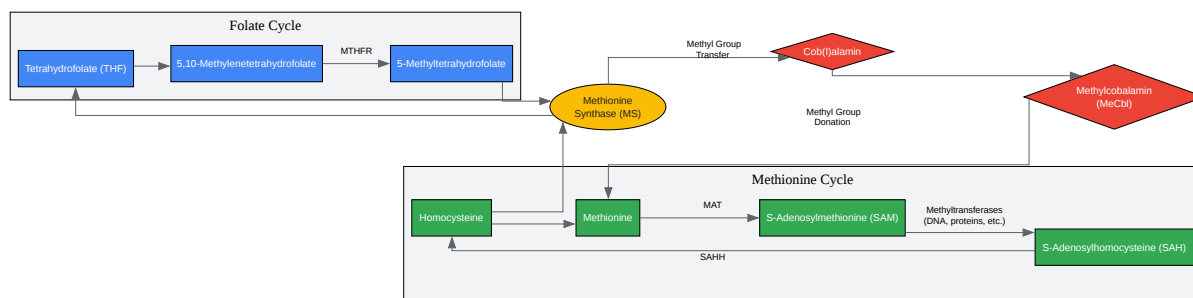 Folate Cycle
Tetrahydrofolate (THF)
5,10-Methylenetetrahydrofolate
MTHFR
5-Methyltetrahydrofolate
Methyl Group
Transfer
Cob(I)alamin
Methionine
Synthase (MS)
Methylcobalamin
(MeCbl)
Methyl Group
Donation
Methionine Cycle
Homocysteine
Methionine
MAT
S-Adenosylmethionine (SAM)
Methyltransferases
(DNA, proteins, etc.)
S-Adenosylhomocysteine (SAH)
SAHH